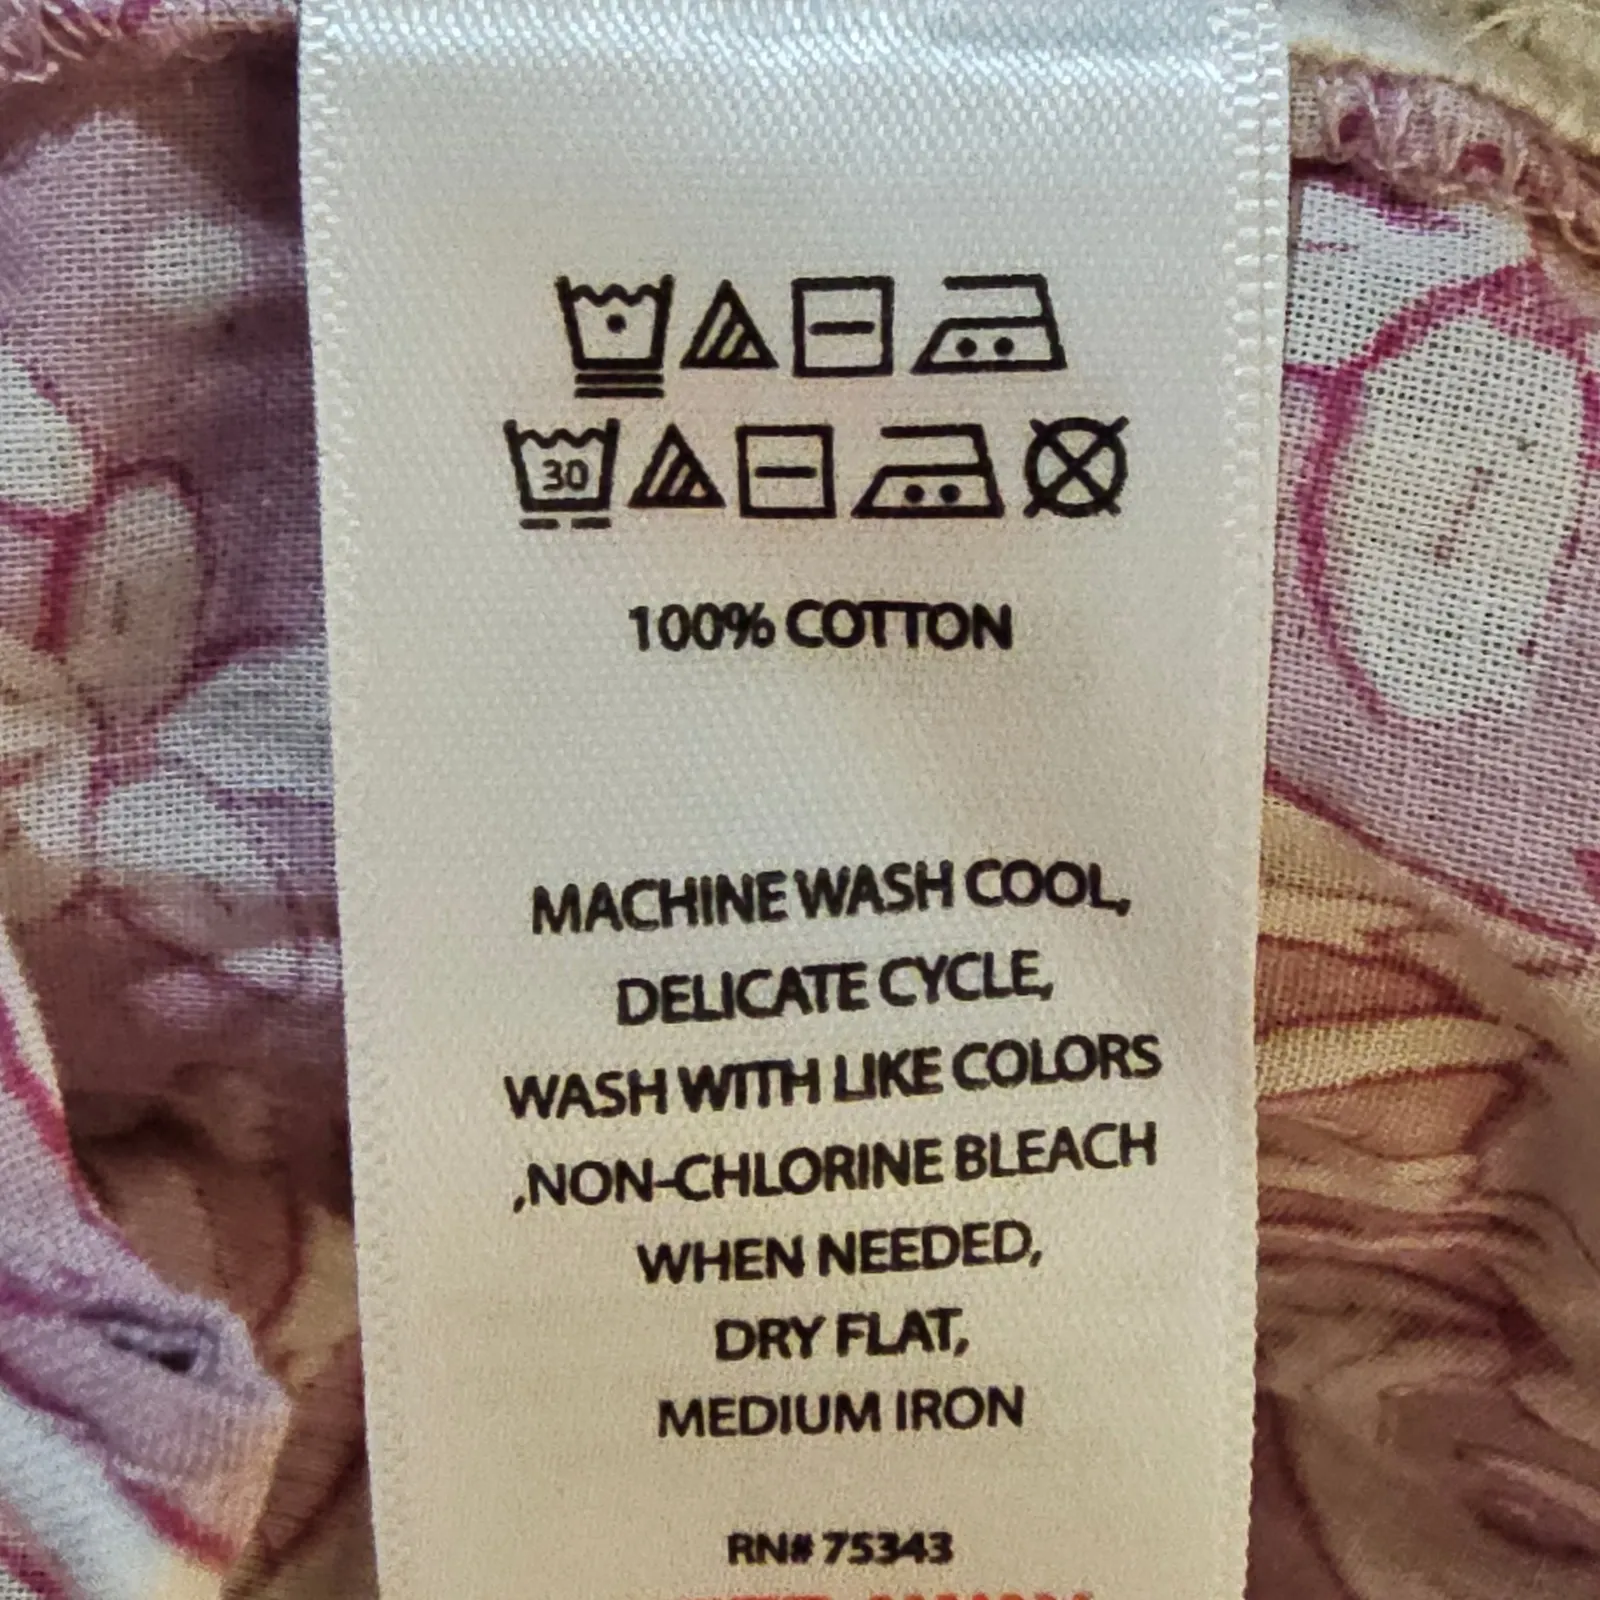 30
100% COTTON
MACHINE WASH COOL,
DELICATE CYCLE,
WASH WITH LIKE COLORS
,NON-CHLORINE BLEACH
WHEN NEEDED,
DRY FLAT,
MEDIUM IRON
RN# 75343